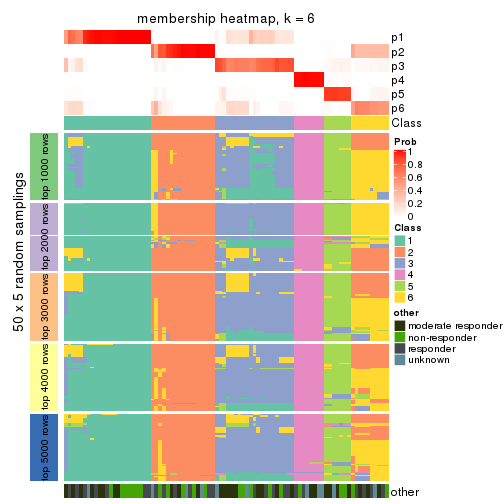 membership heatmap, k = 6
p1
p2
p3
p4
p5
p6
Class
50 x 5 random samplings
top 1000 rows
top 2000 rows
top 3000 rows
top 4000 rows
top 5000 rows
Prob
1
0.8
0.6
0.4
0.2
0
Class
1
2
3
4
5
6
other
moderate responder
non-responder
responder
unknown
other